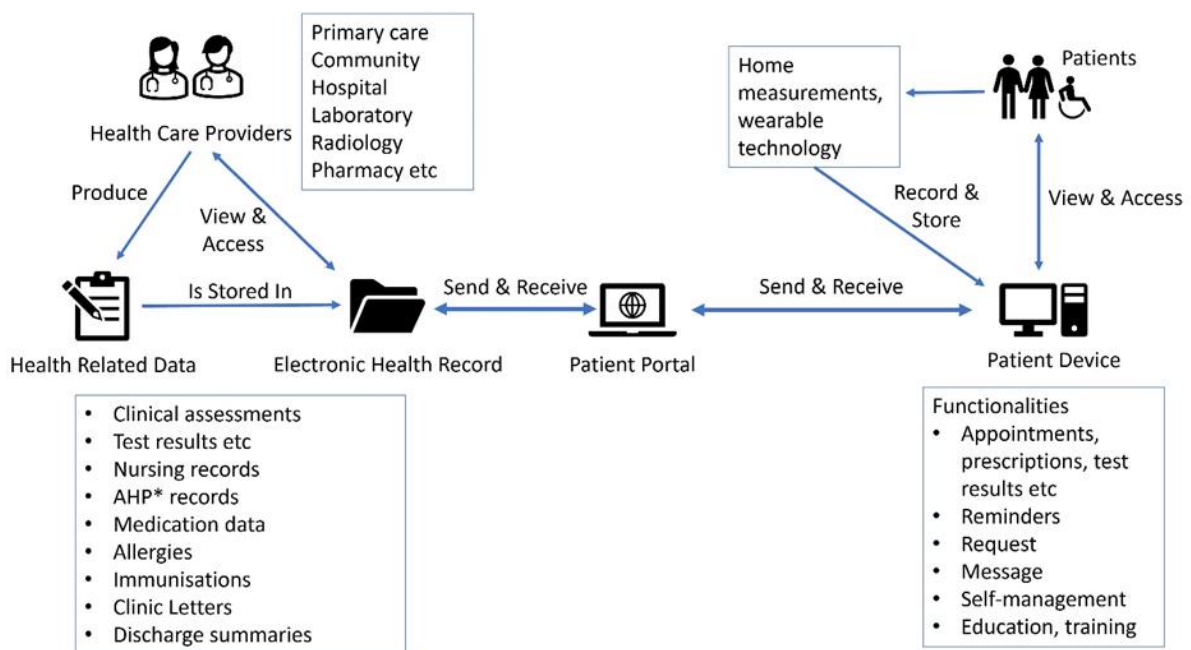 Primary care
Community
Hospital
Laboratory
Radiology
Pharmacy etc
Health Care Providers
Home
measurements,
wearable
technology
Patients
Produce
View &
Access
Record &
Store
View & Access
Is Stored In
Send & Receive
Send & Receive
Health Related Data
Electronic Health Record
Patient Portal
Patient Device
• Clinical assessments
• Test results etc
• Nursing records
• AHP* records
• Medication data
• Allergies
• Immunisations
• Clinic Letters
• Discharge summaries
Functionalities
• Appointments,
prescriptions, test
results etc
• Reminders
• Request
• Message
• Self-management
• Education, training